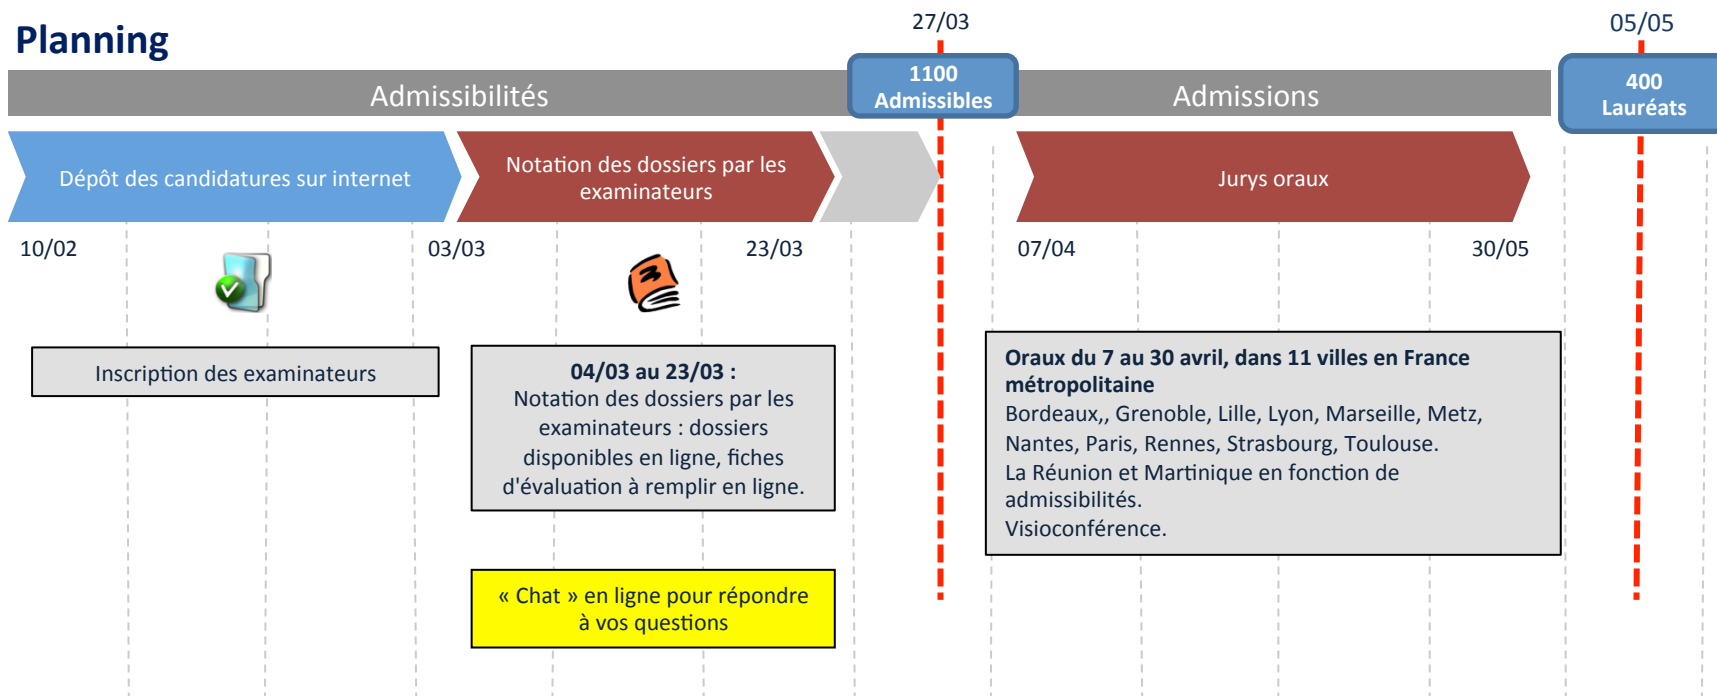 Planning
27/03
05/05
Admissibilités
1100
Admissibles
Admissions
400
Lauréats
Dépôt des candidatures sur internet
Notation des dossiers par les
examinateurs
Jurys oraux
10/02
03/03
23/03
07/04
30/05
3
Inscription des examinateurs
04/03 au 23/03 :
Notation des dossiers par les
examinateurs : dossiers
disponibles en ligne, fiches
d'évaluation à remplir en ligne.
Oraux du 7 au 30 avril, dans 11 villes en France
métropolitaine
Bordeaux,, Grenoble, Lille, Lyon, Marseille, Metz,
Nantes, Paris, Rennes, Strasbourg, Toulouse.
La Réunion et Martinique en fonction de
admissibilités.
Visioconférence.
« Chat » en ligne pour répondre
à vos questions